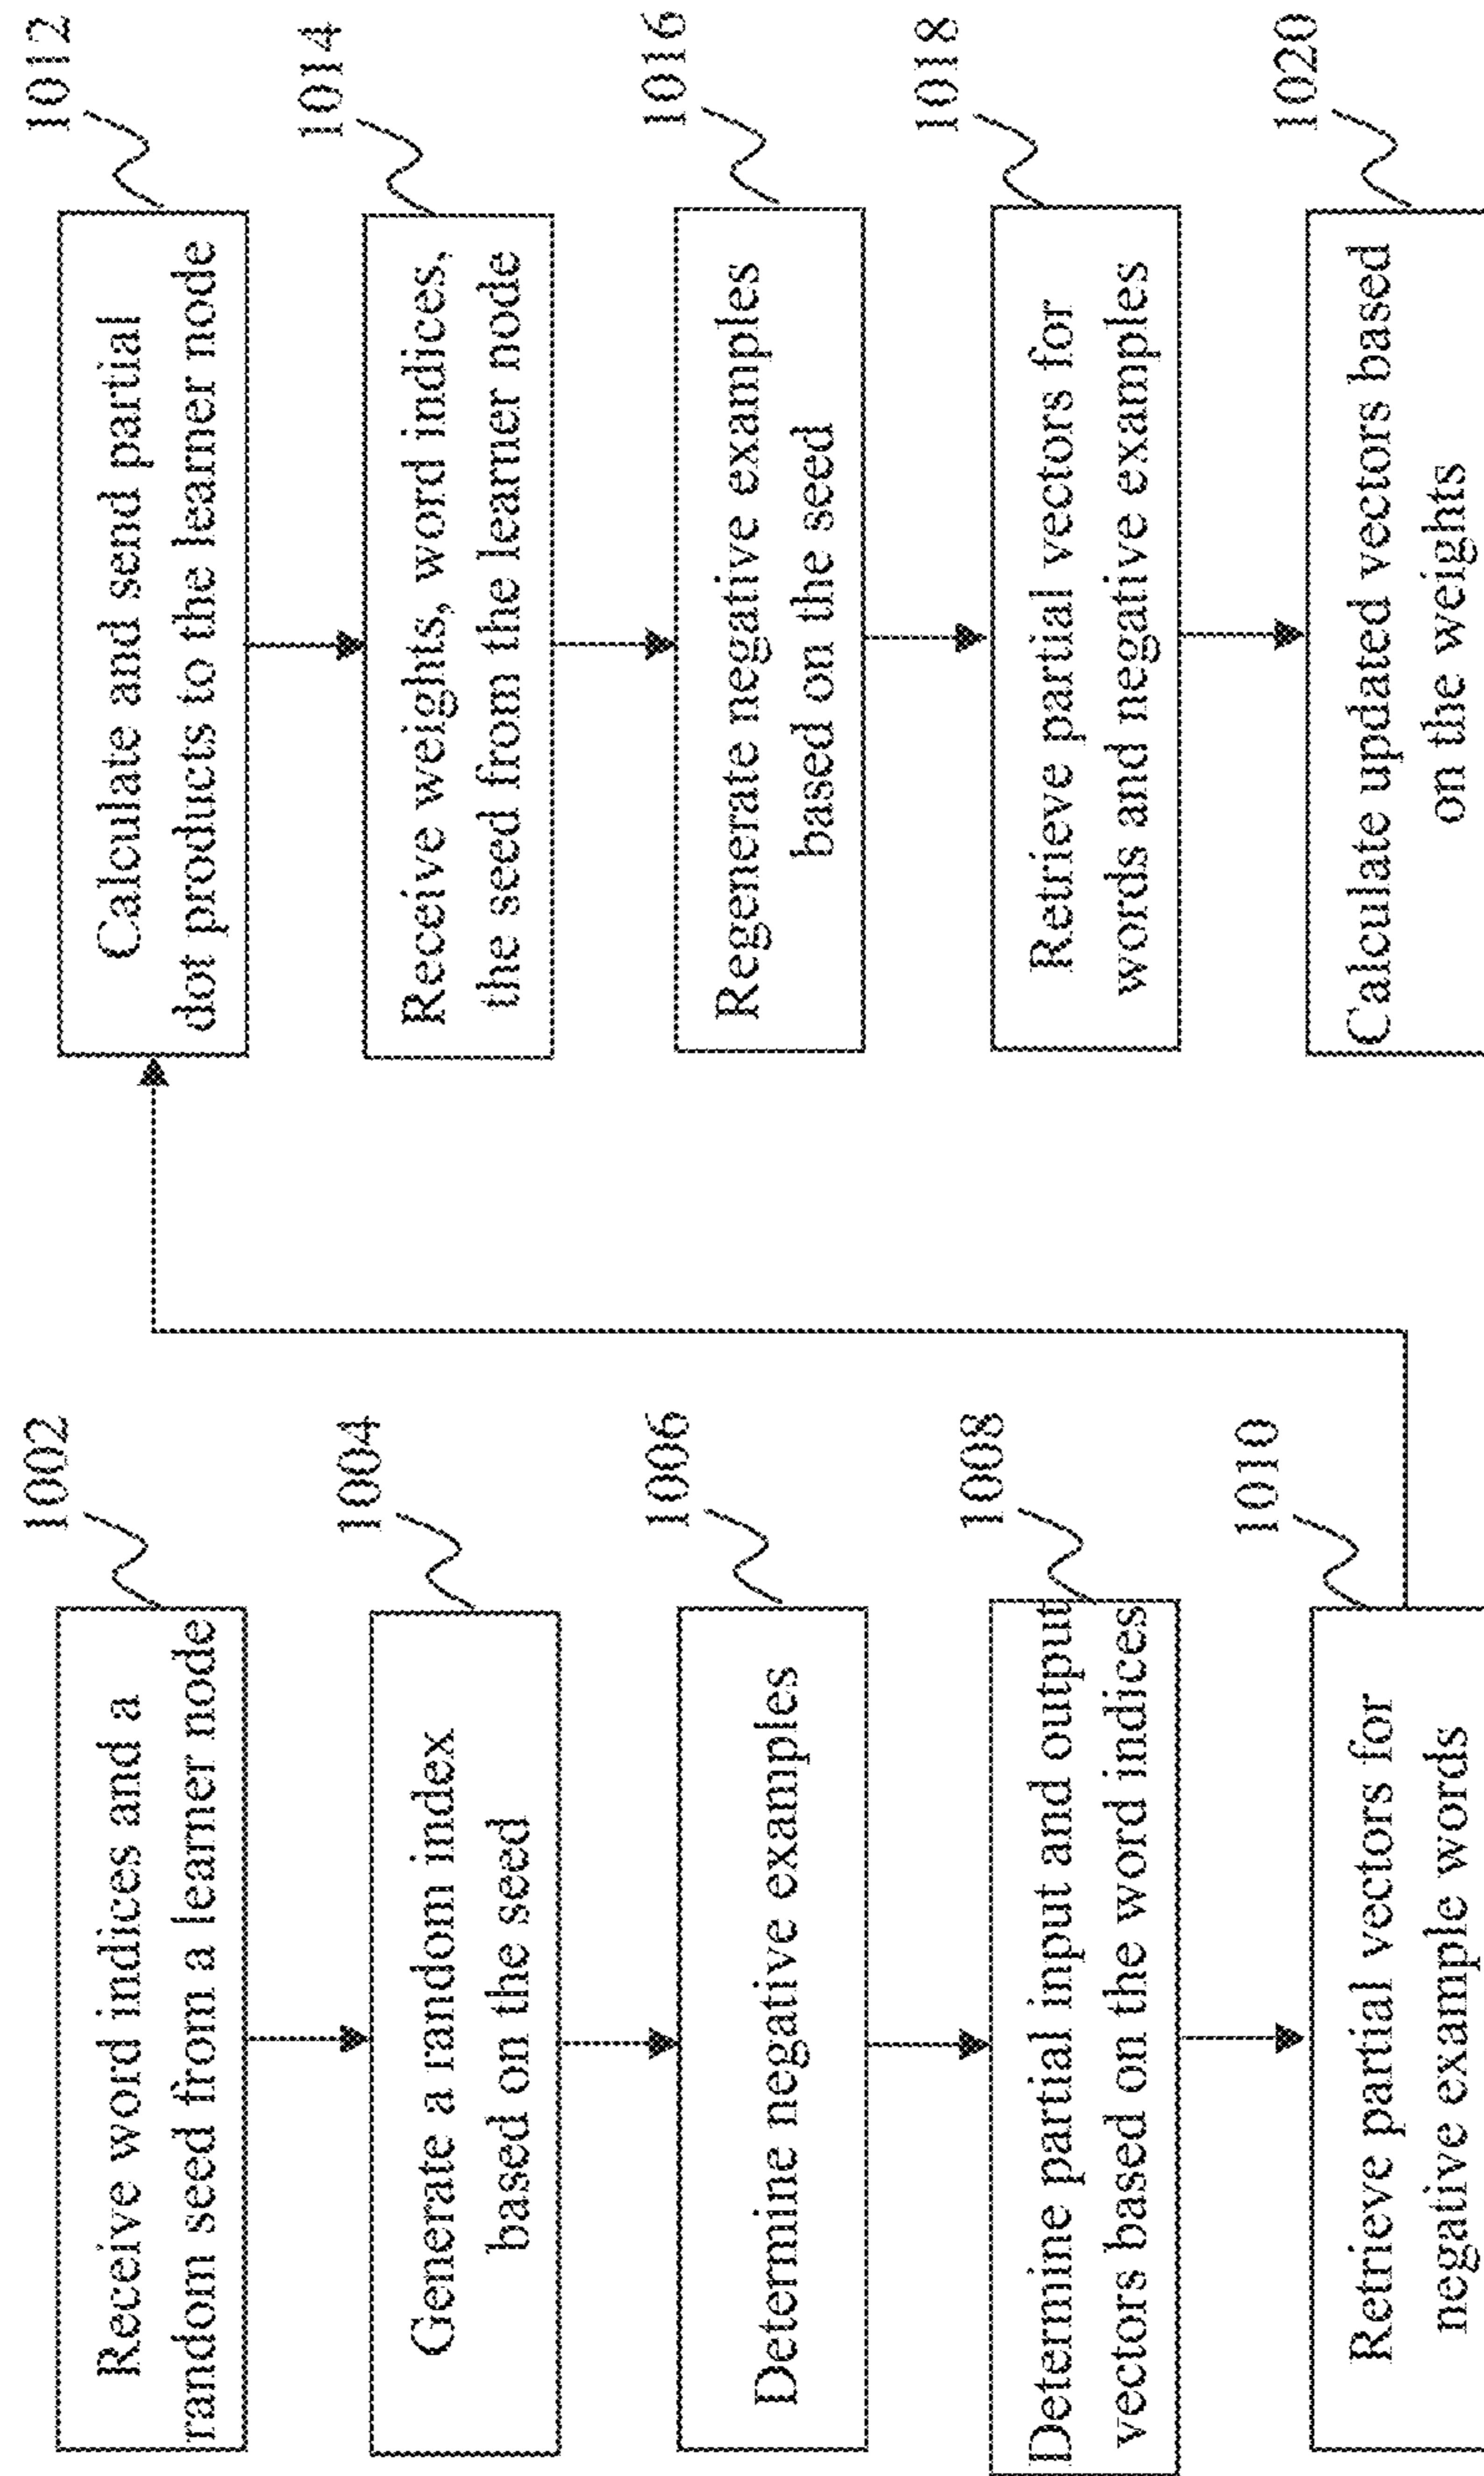 1002
Receive word indices and a
random seed from a learner node
1004
Generate a random index
based on the seed
1006
Determine negative examples
1008
Determine partial input and output
vectors based on the word indices
1010
Retrieve partial vectors for
negative example words
1012
Calculate and send partial
dot products to the learner node
1014
Receive weights, word indices,
the seed from the learner node
1016
Regenerate negative examples
based on the seed
1018
Retrieve partial vectors for
words and negative examples
1020
Calculate updated vectors based
on the weights